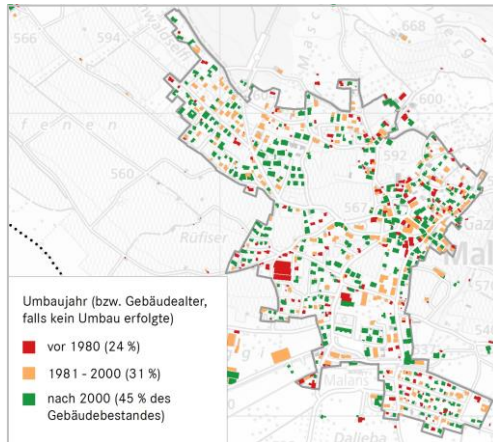 668
566
594
600
592
560
567
Rüfiser
Malans
Dalieba
Umbaujahr (bzw. Gebäudealter,
falls kein Umbau erfolgte)
vor 1980 (24 %)
1981 - 2000 (31 %)
nach 2000 (45 % des
Gebäudebestandes)